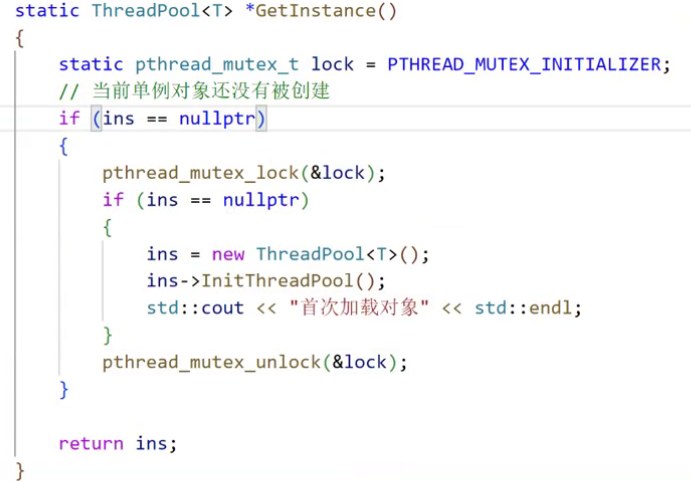 static ThreadPool<T> *GetInstance()
{
    static pthread_mutex_t lock = PTHREAD_MUTEX_INITIALIZER;
    // 当前单例对象还没有被创建
    if (ins == nullptr)
    {
        pthread_mutex_lock(&lock);
        if (ins == nullptr)
        {
            ins = new ThreadPool<T>();
            ins->InitThreadPool();
            std::cout << "首次加载对象" << std::endl;
        }
        pthread_mutex_unlock(&lock);
    }
    return ins;
}